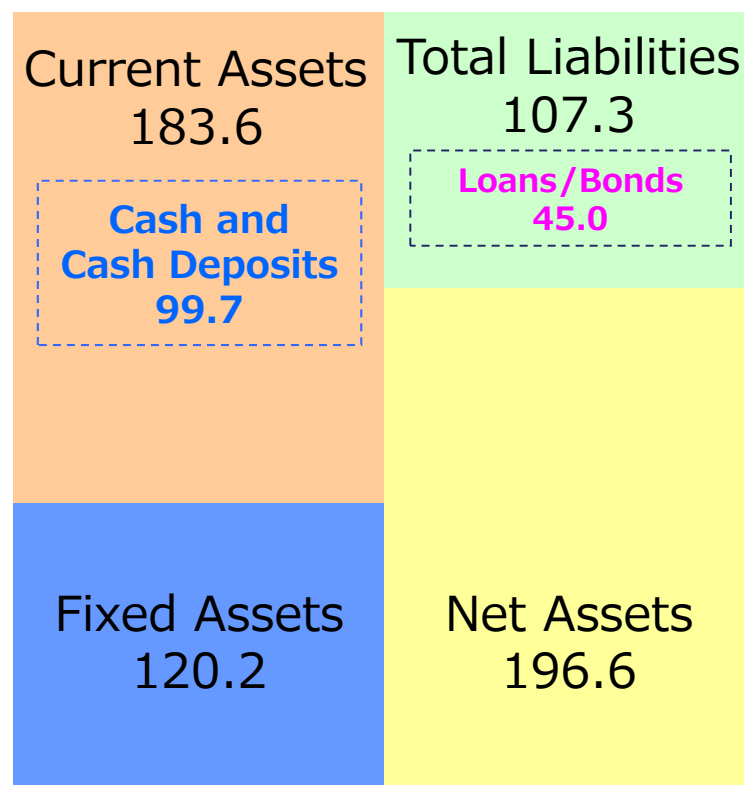 Current Assets
183.6
Cash and
Cash Deposits
99.7
Total Liabilities
107.3
Loans/Bonds
45.0
Fixed Assets
120.2
Net Assets
196.6